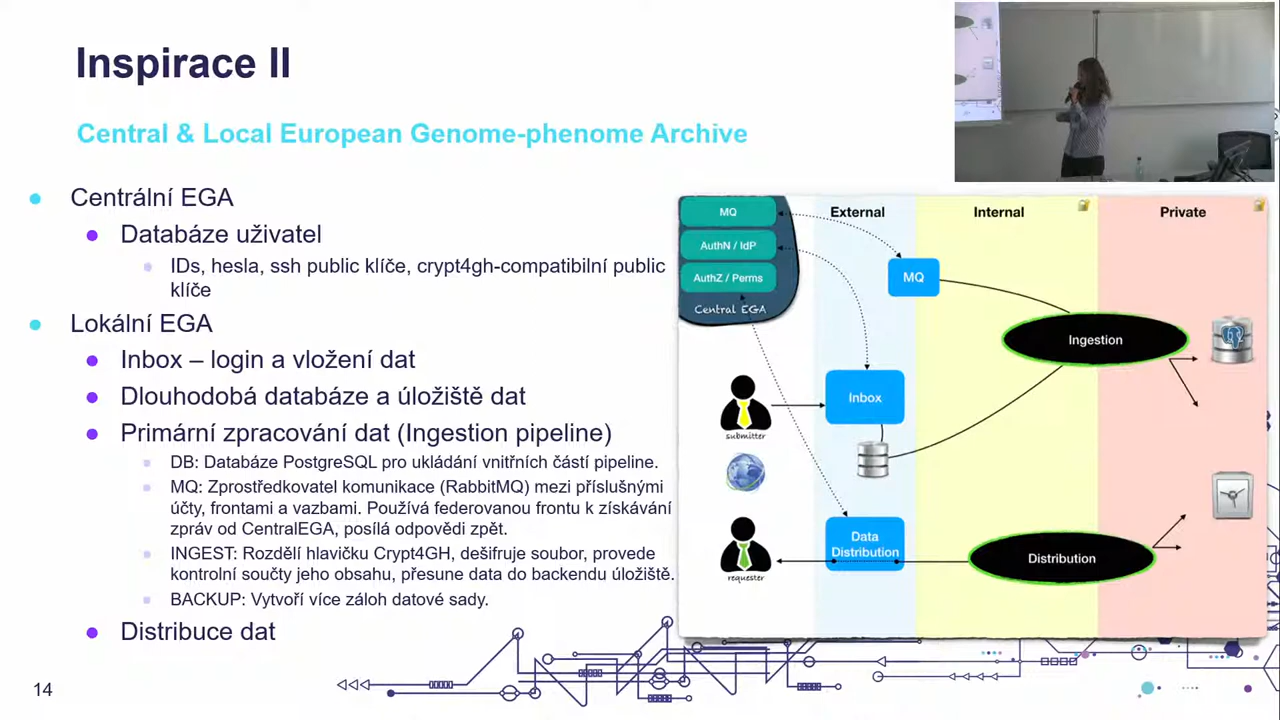 Inspirace II
Central & Local European Genome-phenome Archive
Centrální EGA
Databáze uživatel
IDs, hesla, ssh public klíče, crypt4gh-compatibilní public
klíče
Lokální EGA
Inbox – login a vložení dat
Dlouhodobá databáze a úložiště dat
Primární zpracování dat (Ingestion pipeline)
DB: Databáze PostgreSQL pro ukládání vnitřních částí pipeline.
MQ: Zprostředkovatel komunikace (RabbitMQ) mezi příslušnými
účty, frontami a vazbami. Používá federovanou frontu k získávání
zpráv od CentralEGA, posílá odpovědi zpět.
INGEST: Rozdělí hlavičku Crypt4GH, dešifruje soubor, provede
kontrolní součty jeho obsahu, přesune data do backendu úložiště.
BACKUP: Vytvoří více záloh datové sady.
Distribuce dat
14
MQ
AuthN / IdP
AuthZ / Perms
Central EGA
External
Internal
Private
MQ
Ingestion
Inbox
submitter
Data
Distribution
Distribution
requester